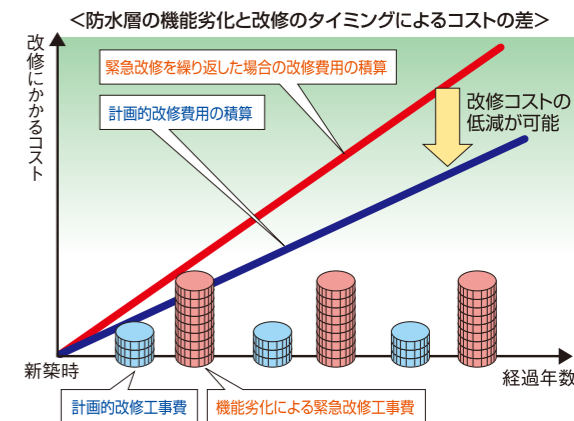 ＜防水層の機能劣化と改修のタイミングによるコストの差＞
改修にかかるコスト
緊急改修を繰り返した場合の改修費用の積算
計画的改修費用の積算
改修コストの
低減が可能
新築時
経過年数
計画的改修工事費
機能劣化による緊急改修工事費